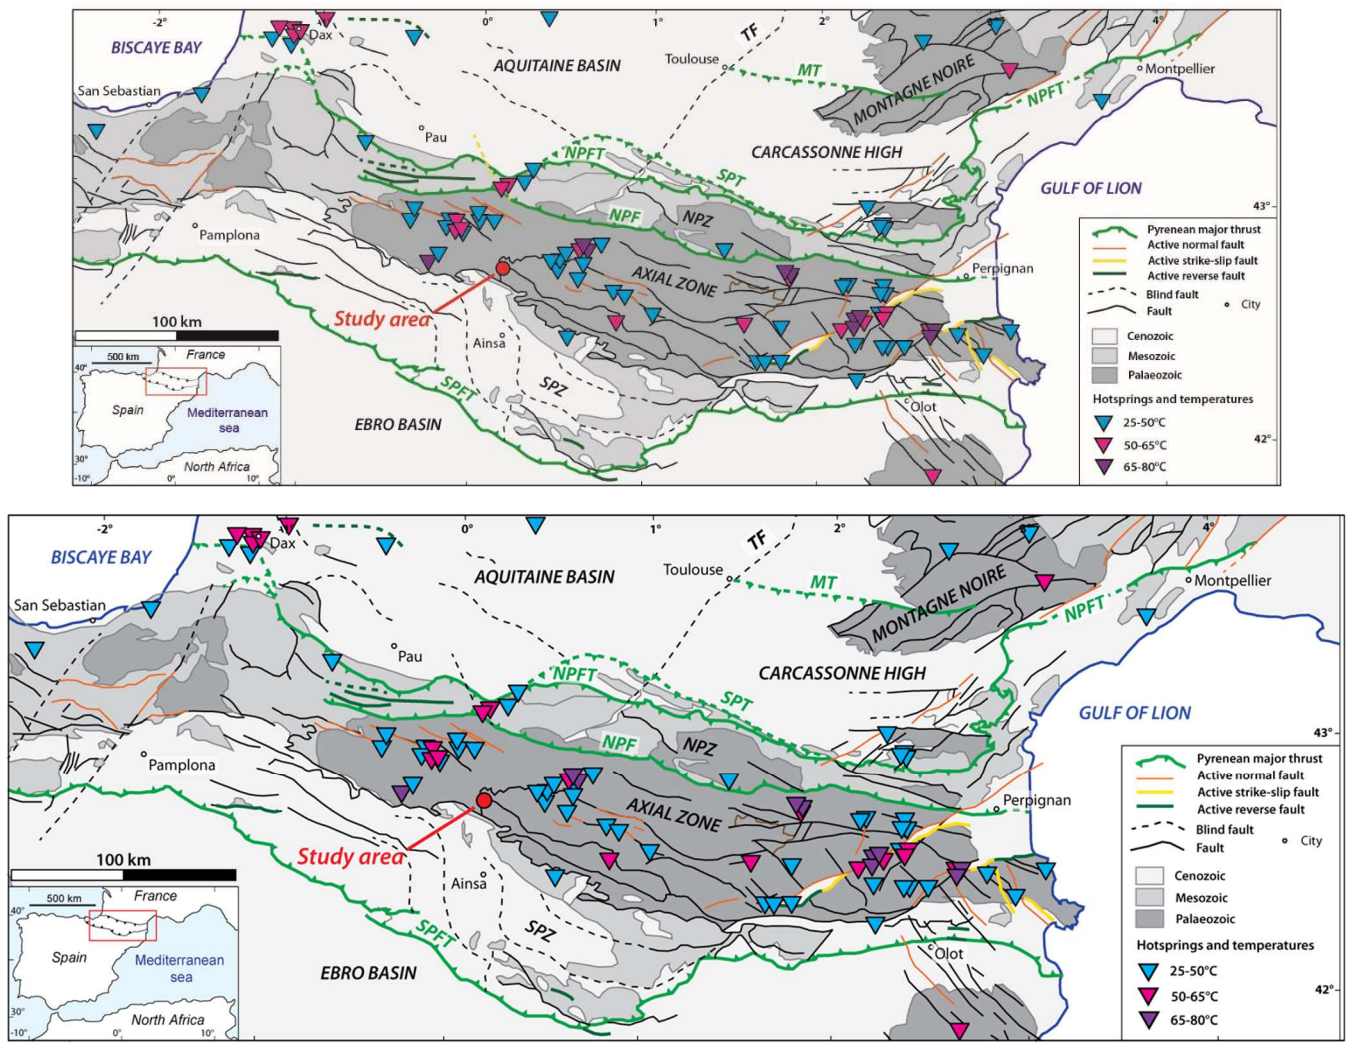 -2°
0°
1°
2°
3°
4°
BISCAYE BAY
Dax
AQUITAINE BASIN
TF
Toulouse
MT
MONTAGNE NOIRE
Montpellier
NPFT
San Sebastian
Pau
NPFT
CARCASSONNE HIGH
SPT
GULF OF LION
43°
NPF
NPZ
Pamplona
AXIAL ZONE
Perpignan
Study area
Ainsa
SPZ
SPFT
EBRO BASIN
Olot
42°
100 km
500 km
France
40°
Spain
Mediterranean
sea
North Africa
30°
-10°
0°
10°
Pyrenean major thrust
Active normal fault
Active strike-slip fault
Active reverse fault
Blind fault
City
Fault
Cenozoic
Mesozoic
Palaeozoic
Hotsprings and temperatures
25-50°C
50-65°C
65-80°C
-2°
0°
1°
2°
3°
4°
BISCAYE BAY
Dax
AQUITAINE BASIN
TF
Toulouse
MT
MONTAGNE NOIRE
Montpellier
NPFT
San Sebastian
Pau
NPFT
CARCASSONNE HIGH
SPT
GULF OF LION
43°
NPF
NPZ
Pamplona
AXIAL ZONE
Perpignan
Study area
Ainsa
SPZ
SPFT
EBRO BASIN
Olot
42°
100 km
500 km
France
40°
Spain
Mediterranean
sea
North Africa
30°
-10°
0°
10°
Pyrenean major thrust
Active normal fault
Active strike-slip fault
Active reverse fault
Blind fault
City
Fault
Cenozoic
Mesozoic
Palaeozoic
Hotsprings and temperatures
25-50°C
50-65°C
65-80°C